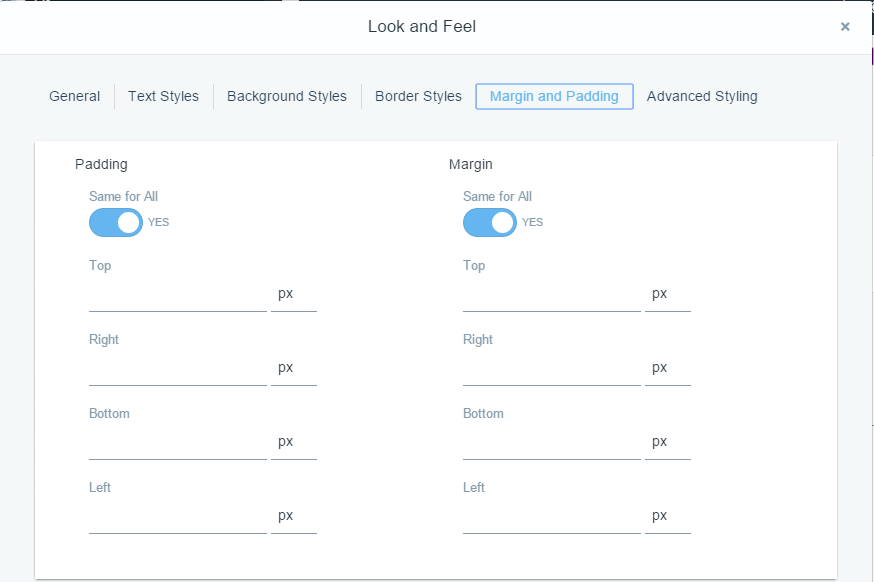 Look and Feel ×
General Text Styles Background Styles Border Styles Margin and Padding Advanced Styling
Padding Margin
Same for All Same for All
YES YES
Top Top
px px
Right Right
px px
Bottom Bottom
px px
Left Left
px px